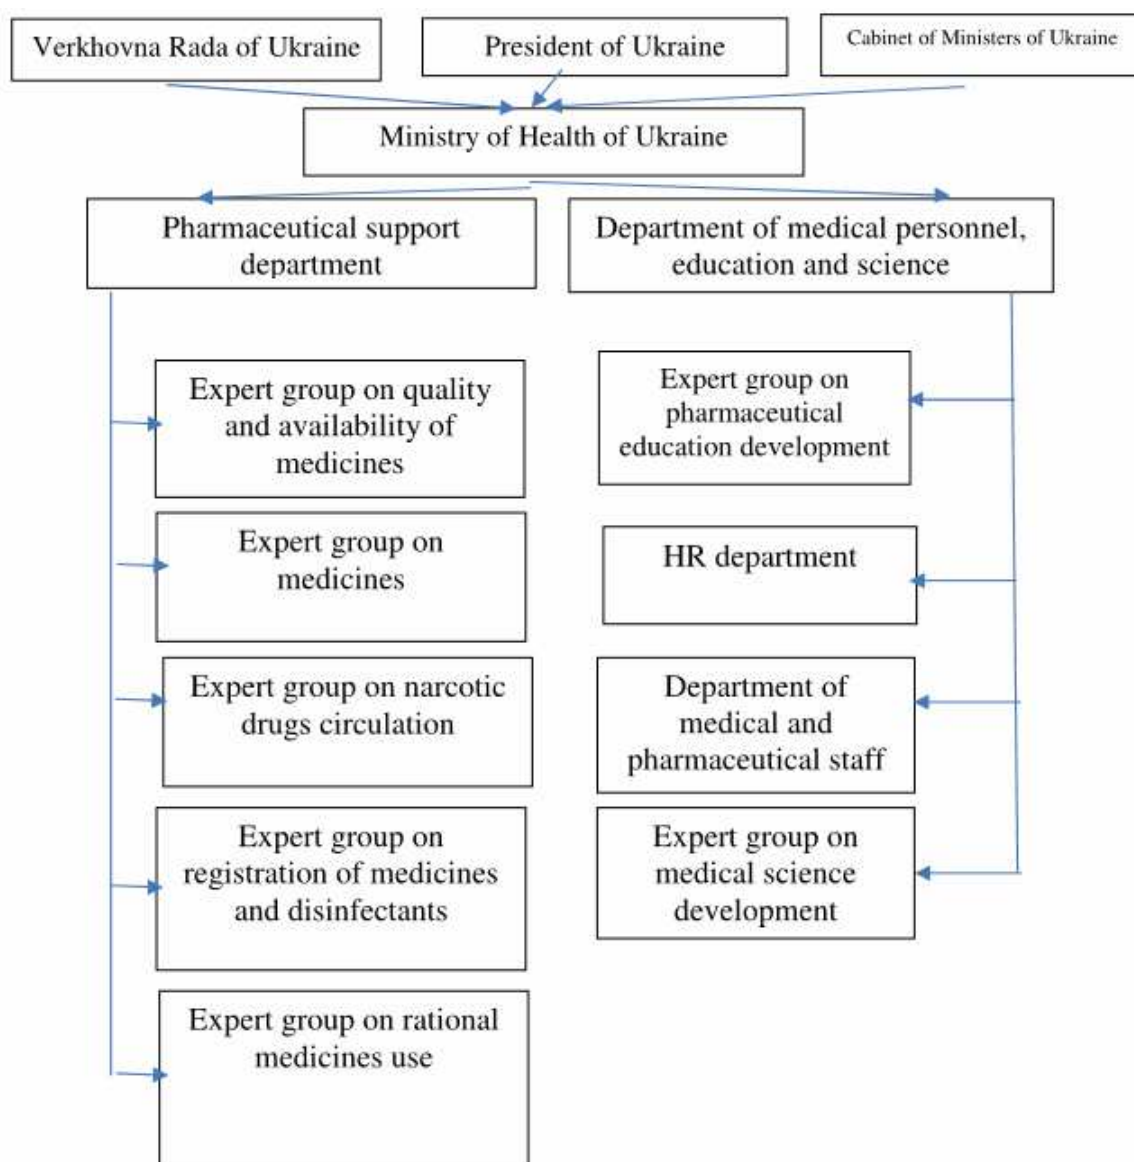 Verkhovna Rada of Ukraine
President of Ukraine
Cabinet of Ministers of Ukraine
Ministry of Health of Ukraine
Pharmaceutical support
department
Department of medical personnel,
education and science
Expert group on quality
and availability of
medicines
Expert group on
medicines
Expert group on narcotic
drugs circulation
Expert group on
registration of medicines
and disinfectants
Expert group on rational
medicines use
Expert group on
pharmaceutical
education development
HR department
Department of
medical and
pharmaceutical staff
Expert group on
medical science
development